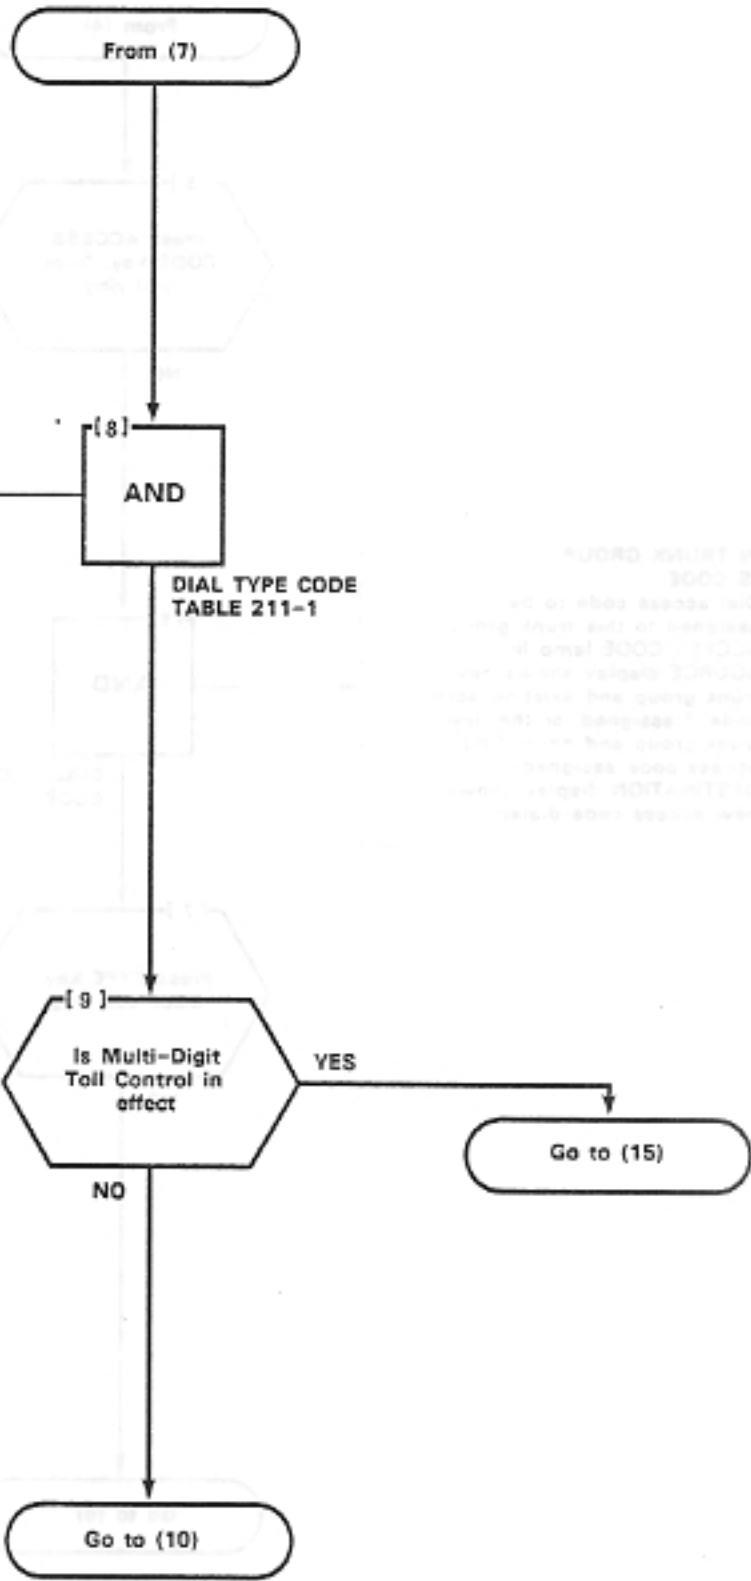 From (7)
[8]
AND
DIAL TYPE CODE
TABLE 211-1
[9]
Is Multi-Digit
Toll Control in
effect
YES
Go to (15)
NO
Go to (10)